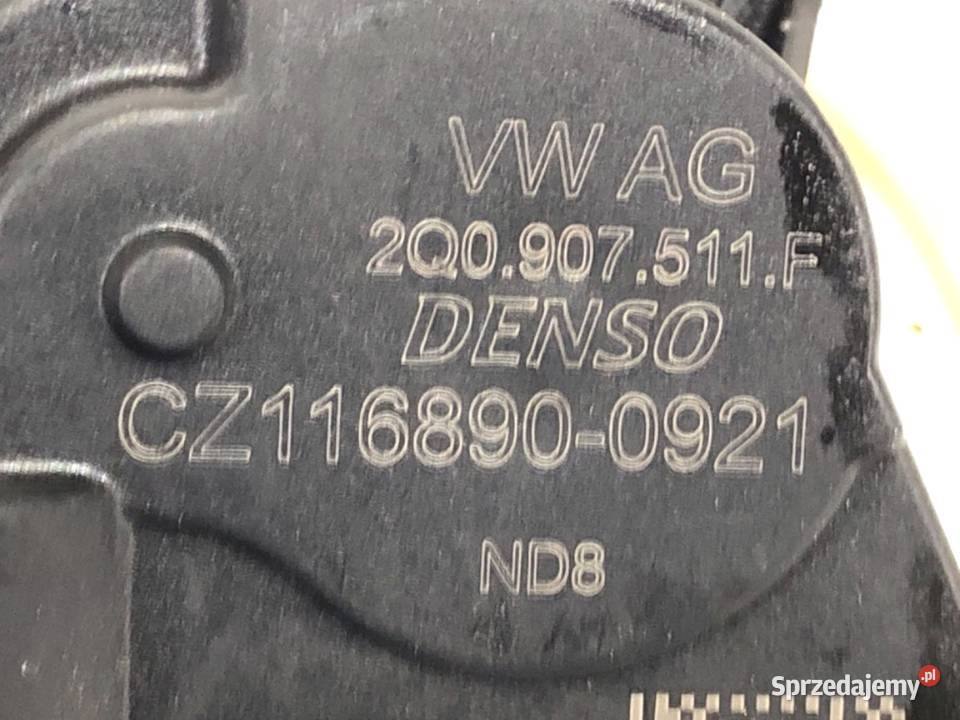 VW AG
2Q0.907.511.F
DENSO
CZ116890-0921
ND8
Sprzedajemy.pl